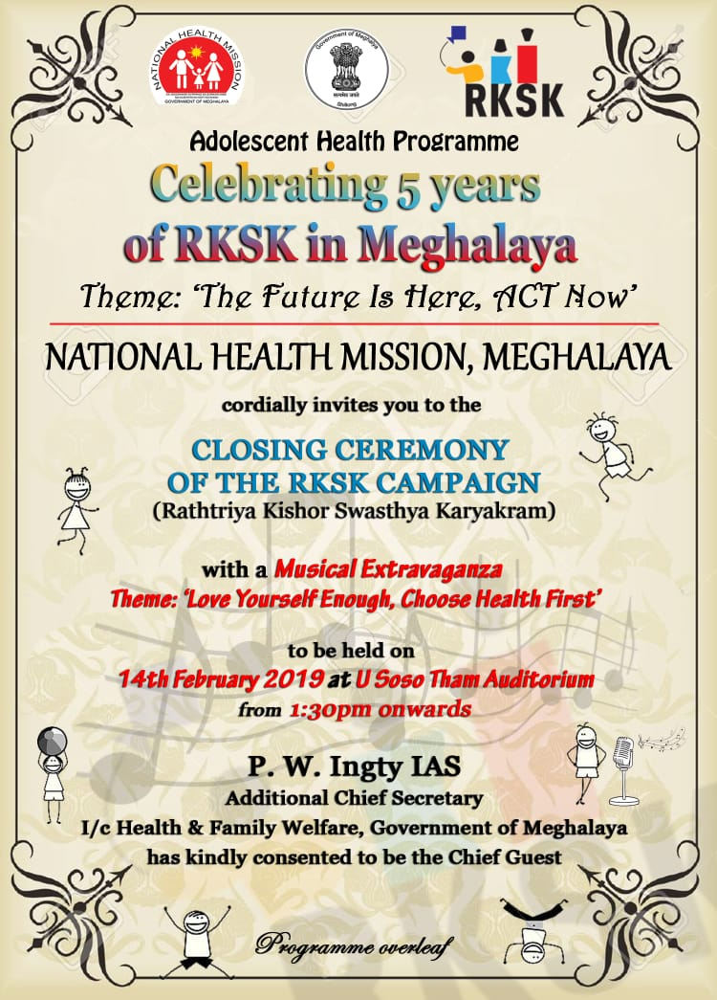 NATIONAL HEALTH MISSION
GOVERNMENT OF MEGHALAYA
Government of Meghalaya
सत्यमेव जयते
Shillong
RKSK
Adolescent Health Programme
Celebrating 5 years
of RKSK in Meghalaya
Theme: ‘The Future Is Here, ACT Now’
NATIONAL HEALTH MISSION, MEGHALAYA
cordially invites you to the
CLOSING CEREMONY
OF THE RKSK CAMPAIGN
(Rathtriya Kishor Swasthya Karyakram)
with a Musical Extravaganza
Theme: ‘Love Yourself Enough, Choose Health First’
to be held on
14th February 2019 at U Soso Tham Auditorium
from 1:30pm onwards
P. W. Ingty IAS
Additional Chief Secretary
I/c Health & Family Welfare, Government of Meghalaya
has kindly consented to be the Chief Guest
Programme overleaf